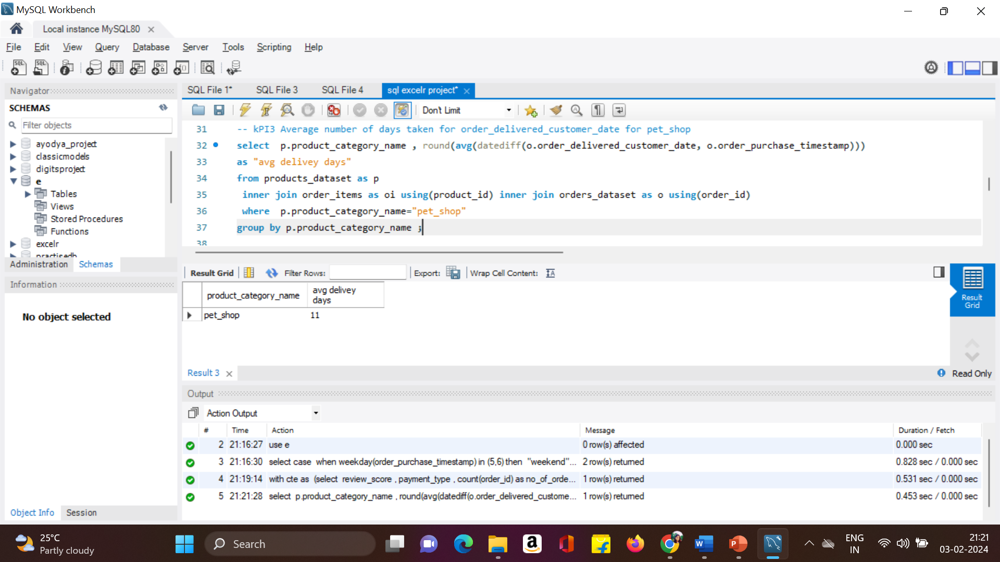 MySQL Workbench
Local instance MySQL80
File Edit View Query Database Server Tools Scripting Help
Navigator
SCHEMAS
Filter objects
ayodya_project
classicmodels
digitsproject
e
Tables
Views
Stored Procedures
Functions
excelr
practisedb
Administration Schemas
Information
No object selected
Object Info Session
SQL File 1* SQL File 3 SQL File 4 sql excelr project*
Don't Limit
31 -- kPI3 Average number of days taken for order_delivered_customer_date for pet_shop
32 select p.product_category_name , round(avg(datediff(o.order_delivered_customer_date, o.order_purchase_timestamp)))
33 as "avg delivey days"
34 from products_dataset as p
35 inner join order_items as oi using(product_id) inner join orders_dataset as o using(order_id)
36 where p.product_category_name="pet_shop"
37 group by p.product_category_name ;
38
Result Grid Filter Rows: Export: Wrap Cell Content:
product_category_name avg delivey days
pet_shop 11
Result Grid
Result 3
Read Only
Output
Action Output
# Time Action Message Duration / Fetch
2 21:16:27 use e 0 row(s) affected 0.000 sec
3 21:16:30 select case when weekday(order_purchase_timestamp) in (5,6) then "weekend"... 2 row(s) returned 0.828 sec / 0.000 sec
4 21:19:14 with cte as (select review_score , payment_type , count(order_id) as no_of_orde... 1 row(s) returned 0.531 sec / 0.000 sec
5 21:21:28 select p.product_category_name , round(avg(datediff(o.order_delivered_custome... 1 row(s) returned 0.453 sec / 0.000 sec
25°C
Partly cloudy
Search
ENG
IN
21:21
03-02-2024